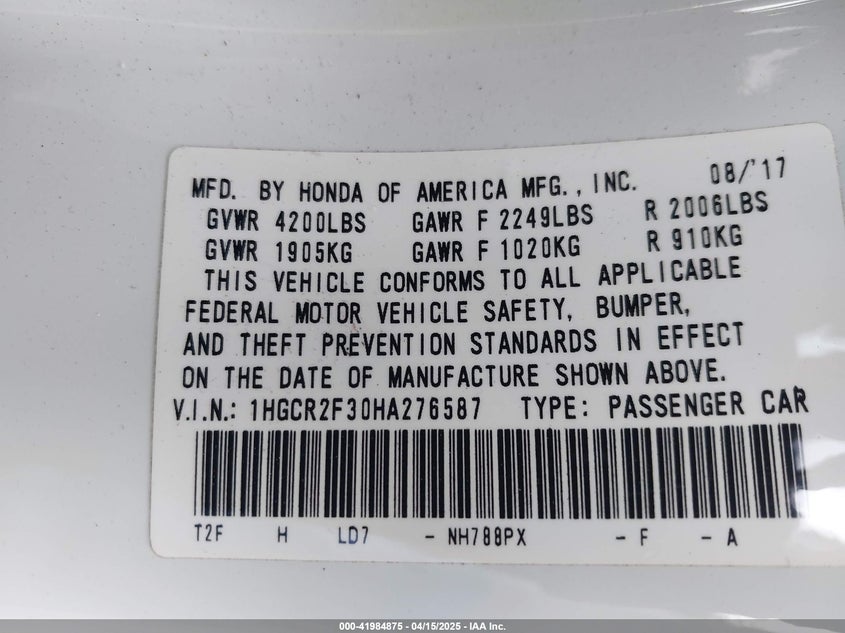 MFD. BY HONDA OF AMERICA MFG., INC. 08/'17
GVWR 4200LBS GAWR F 2249LBS R 2006LBS
GVWR 1905KG GAWR F 1020KG R 910KG
THIS VEHICLE CONFORMS TO ALL APPLICABLE
FEDERAL MOTOR VEHICLE SAFETY, BUMPER,
AND THEFT PREVENTION STANDARDS IN EFFECT
ON THE DATE OF MANUFACTURE SHOWN ABOVE.
V.I.N.: 1HGCR2F30HA276587 TYPE: PASSENGER CAR
T2F H LD7 - NH788PX - F - A
000-41984875 - 04/15/2025 - IAA Inc.